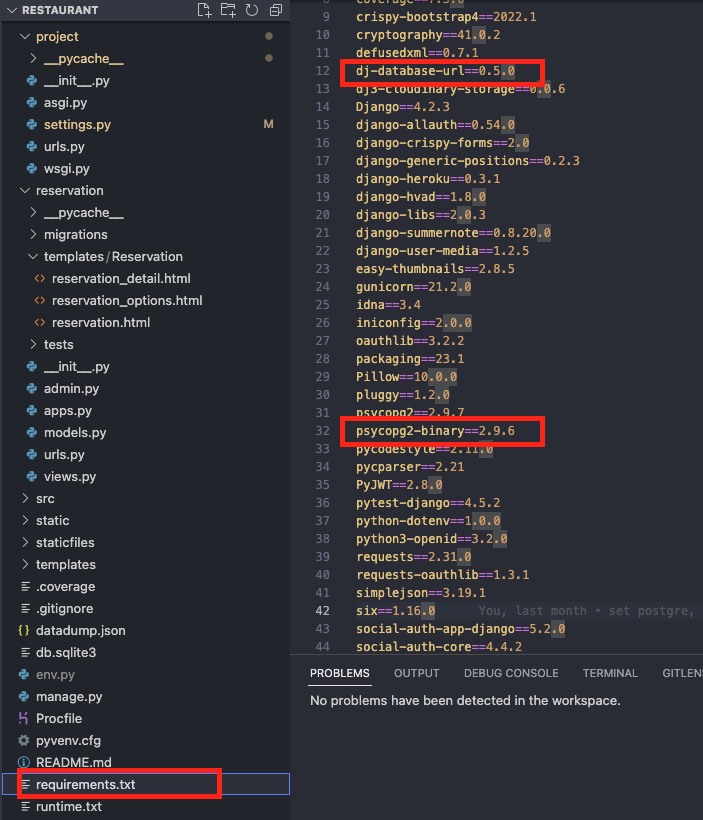 RESTAURANT
project
__pycache__
__init__.py
asgi.py
settings.py M
urls.py
wsgi.py
reservation
__pycache__
migrations
templates/Reservation
reservation_detail.html
reservation_options.html
reservation.html
tests
__init__.py
admin.py
apps.py
models.py
urls.py
views.py
src
static
staticfiles
templates
.coverage
.gitignore
datadump.json
db.sqlite3
env.py
manage.py
Procfile
pyvenv.cfg
README.md
requirements.txt
runtime.txt
9 crispy-bootstrap4==2022.1
10 cryptography==41.0.2
11 defusedxml==0.7.1
12 dj-database-url==0.5.0
13 dj3-cloudinary-storage==0.0.6
14 Django==4.2.3
15 django-allauth==0.54.0
16 django-crispy-forms==2.0
17 django-generic-positions==0.2.3
18 django-heroku==0.3.1
19 django-hvad==1.8.0
20 django-libs==2.0.3
21 django-summernote==0.8.20.0
22 django-user-media==1.2.5
23 easy-thumbnails==2.8.5
24 gunicorn==21.2.0
25 idna==3.4
26 iniconfig==2.0.0
27 oauthlib==3.2.2
28 packaging==23.1
29 Pillow==10.0.0
30 pluggy==1.2.0
31 psycopg2==2.9.7
32 psycopg2-binary==2.9.6
33 pycodestyle==2.11.0
34 pycparser==2.21
35 PyJWT==2.8.0
36 pytest-django==4.5.2
37 python-dotenv==1.0.0
38 python3-openid==3.2.0
39 requests==2.31.0
40 requests-oauthlib==1.3.1
41 simplejson==3.19.1
42 six==1.16.0 You, last month • set postgre,
43 social-auth-app-django==5.2.0
44 social-auth-core==4.4.2
PROBLEMS OUTPUT DEBUG CONSOLE TERMINAL GITLENS
No problems have been detected in the workspace.